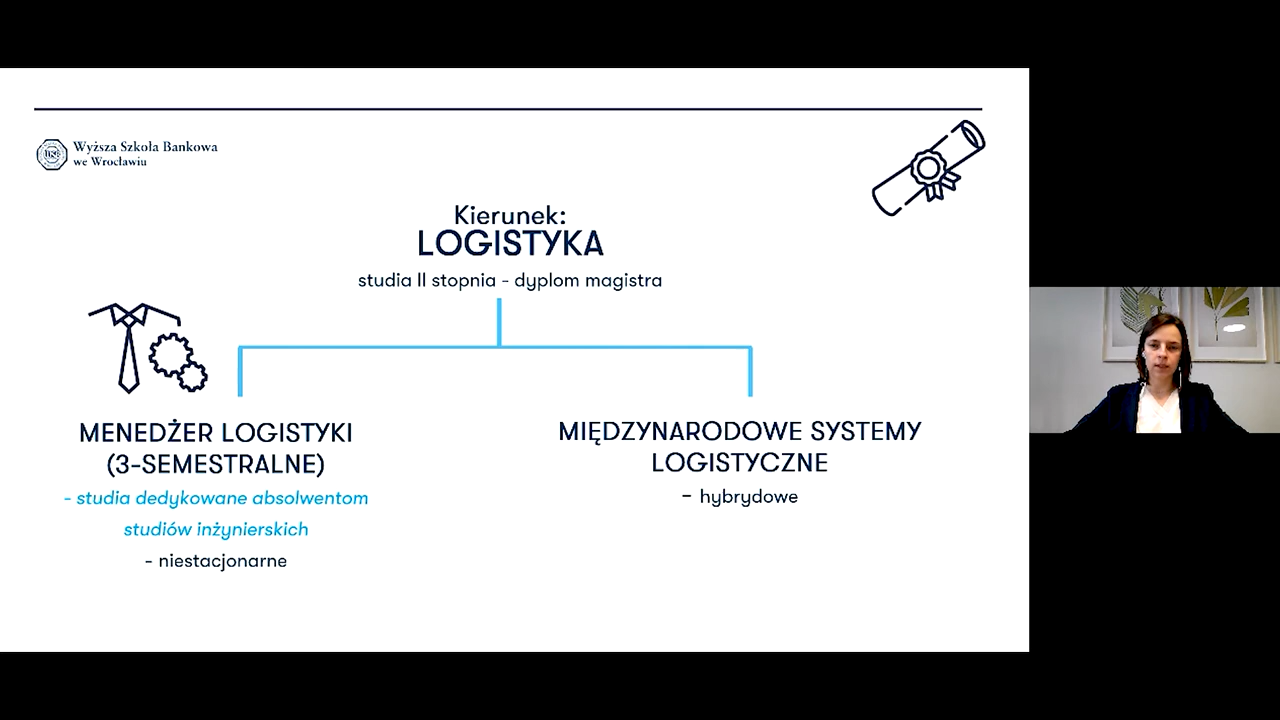 Wyższa Szkoła Bankowa
we Wrocławiu
Kierunek:
LOGISTYKA
studia II stopnia - dyplom magistra
MENEDŻER LOGISTYKI
(3-SEMESTRALNE)
- studia dedykowane absolwentom
studiów inżynierskich
- niestacjonarne
MIĘDZYNARODOWE SYSTEMY
LOGISTYCZNE
– hybrydowe